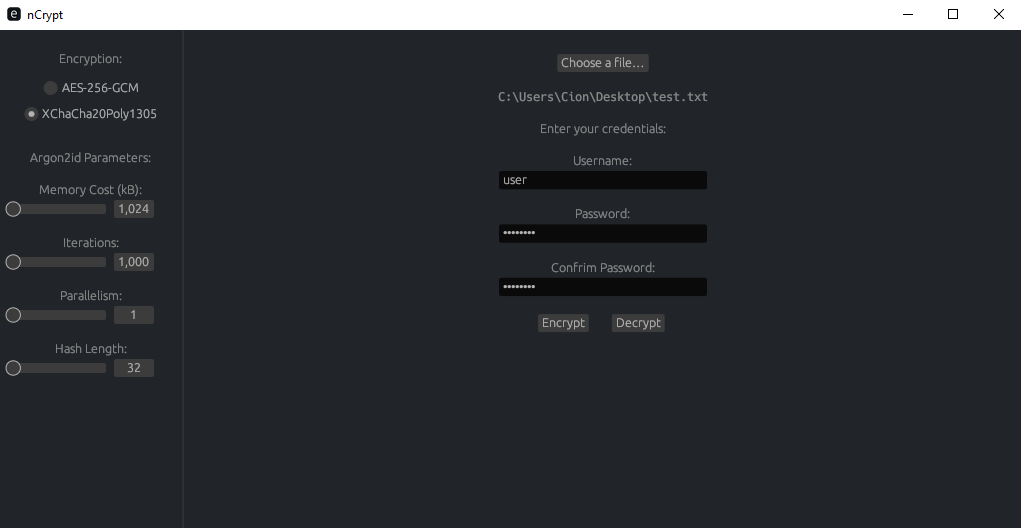 e nCrypt
Encryption:
AES-256-GCM
XChaCha20Poly1305
Argon2id Parameters:
Memory Cost (kB):
1,024
Iterations:
1,000
Parallelism:
1
Hash Length:
32
Choose a file...
C:\Users\Cion\Desktop\test.txt
Enter your credentials:
Username:
user
Password:
••••••••
Confrim Password:
••••••••
Encrypt Decrypt